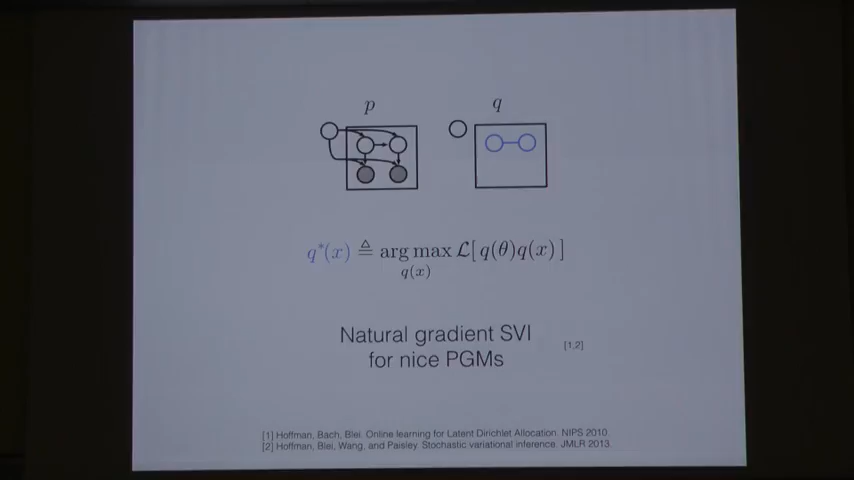 p
q
q*(x) ≜ arg max L[ q(θ)q(x) ]
q(x)
Natural gradient SVI
for nice PGMs
[1,2]
[1] Hoffman, Bach, Blei. Online learning for Latent Dirichlet Allocation. NIPS 2010.
[2] Hoffman, Blei, Wang, and Paisley. Stochastic variational inference. JMLR 2013.